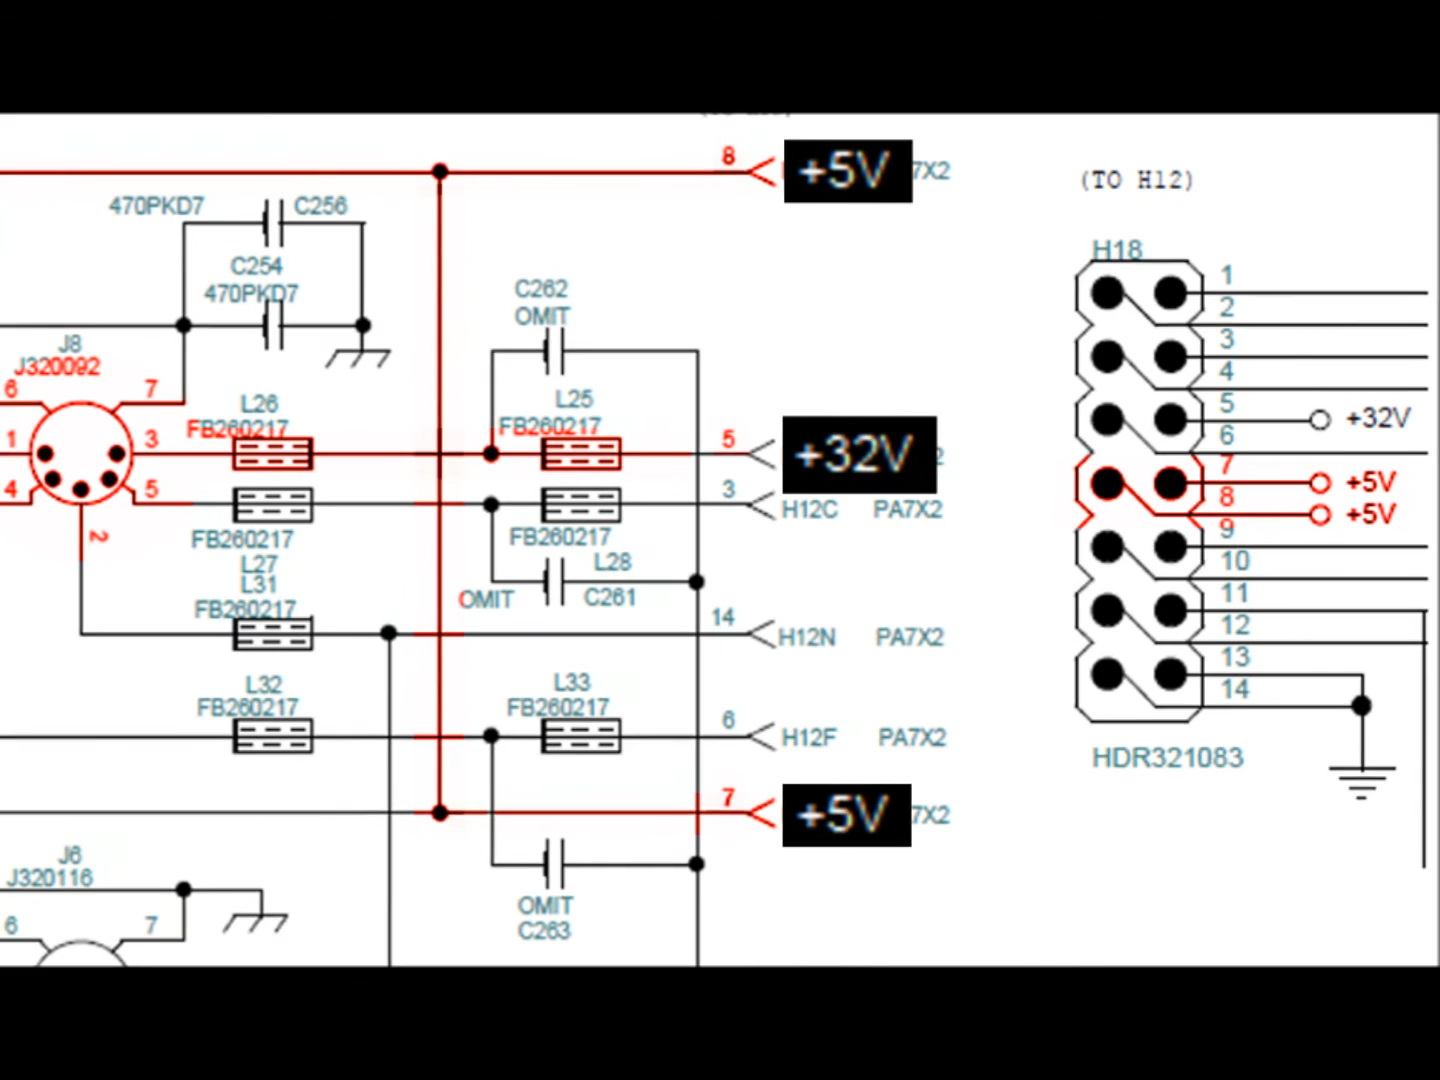 8
+5V
7X2
(TO H12)
470PKD7
C256
H18
C254
470PKD7
C262
OMIT
J8
J320092
6
7
L26
FB260217
L25
FB260217
1
3
5
+32V
2
4
5
3
H12C
PA7X2
2
FB260217
L27
FB260217
L28
L31
FB260217
OMIT
C261
14
H12N
PA7X2
L32
FB260217
L33
FB260217
6
H12F
PA7X2
7
+5V
7X2
J6
J320116
6
7
OMIT
C263
1
2
3
4
5
+32V
6
7
+5V
8
+5V
9
10
11
12
13
14
HDR321083